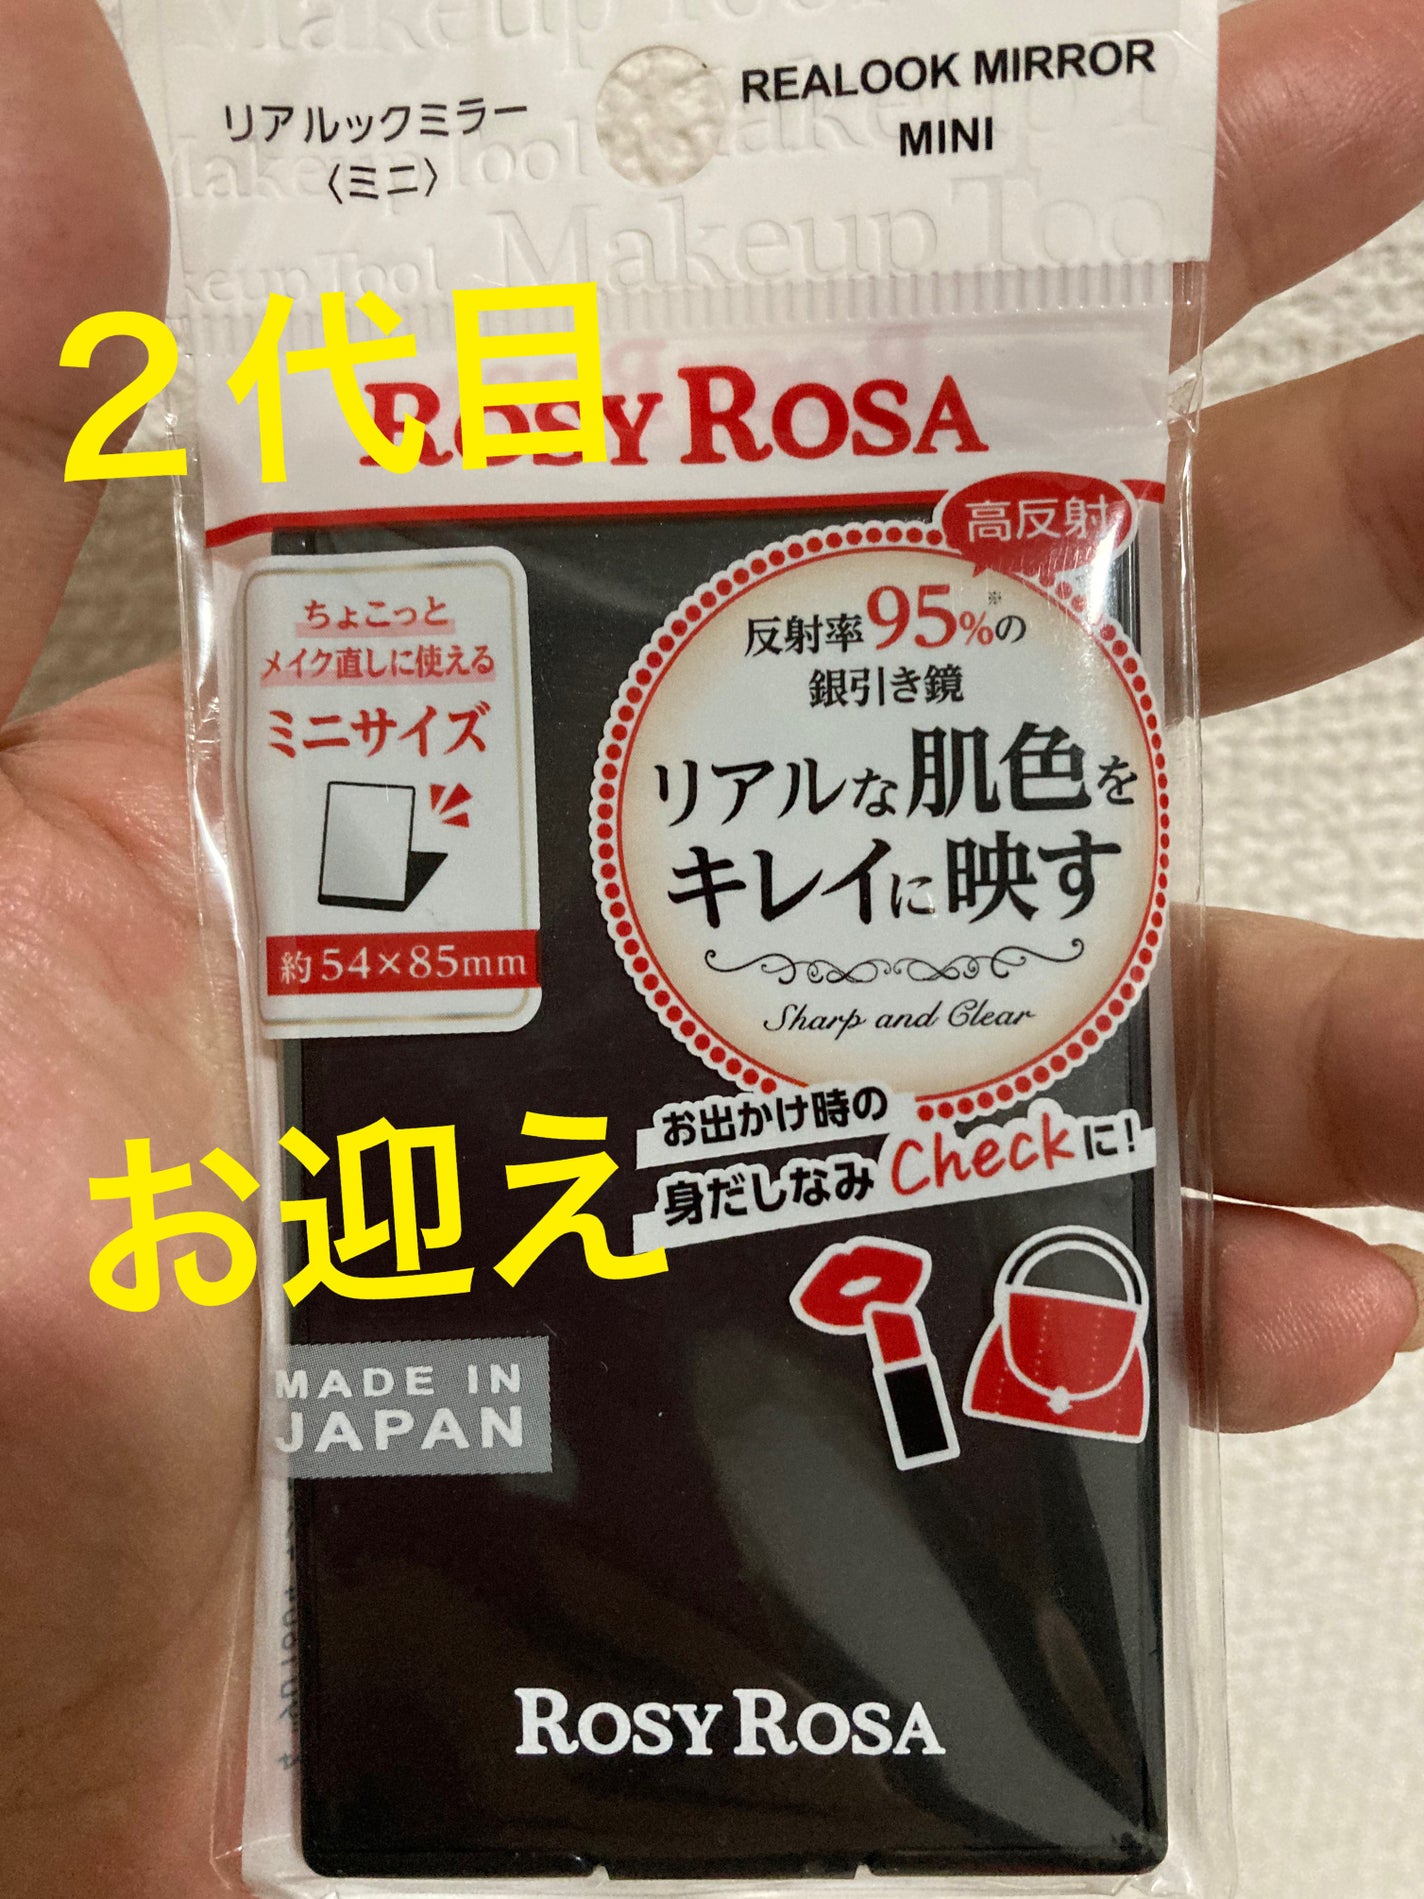 リアルックミラー
〈ミニ〉
REALOOK MIRROR
MINI
2代目
ROSY ROSA
高反射
反射率95%※の
銀引き鏡
リアルな肌色を
キレイに映す
Sharp and Clear
ちょこっと
メイク直しに使える
ミニサイズ
約54×85mm
お迎え
お出かけ時の
身だしなみCheckに!
MADE IN
JAPAN
ROSY ROSA